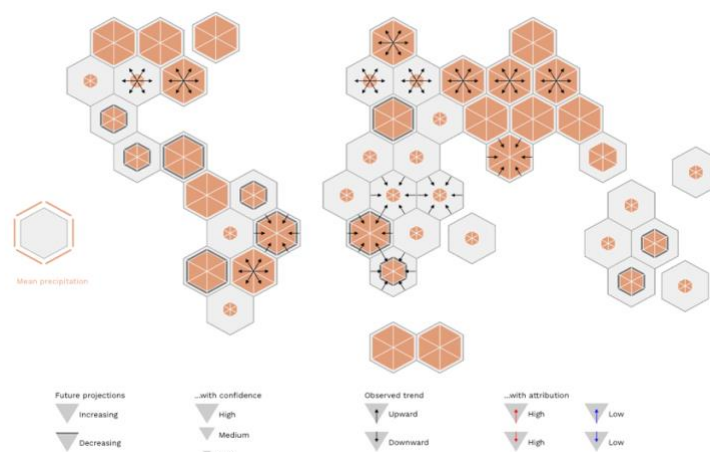 Mean precipitation
Future projections
Increasing
Decreasing
...with confidence
High
Medium
Observed trend
Upward
Downward
...with attribution
High
Low
High
Low